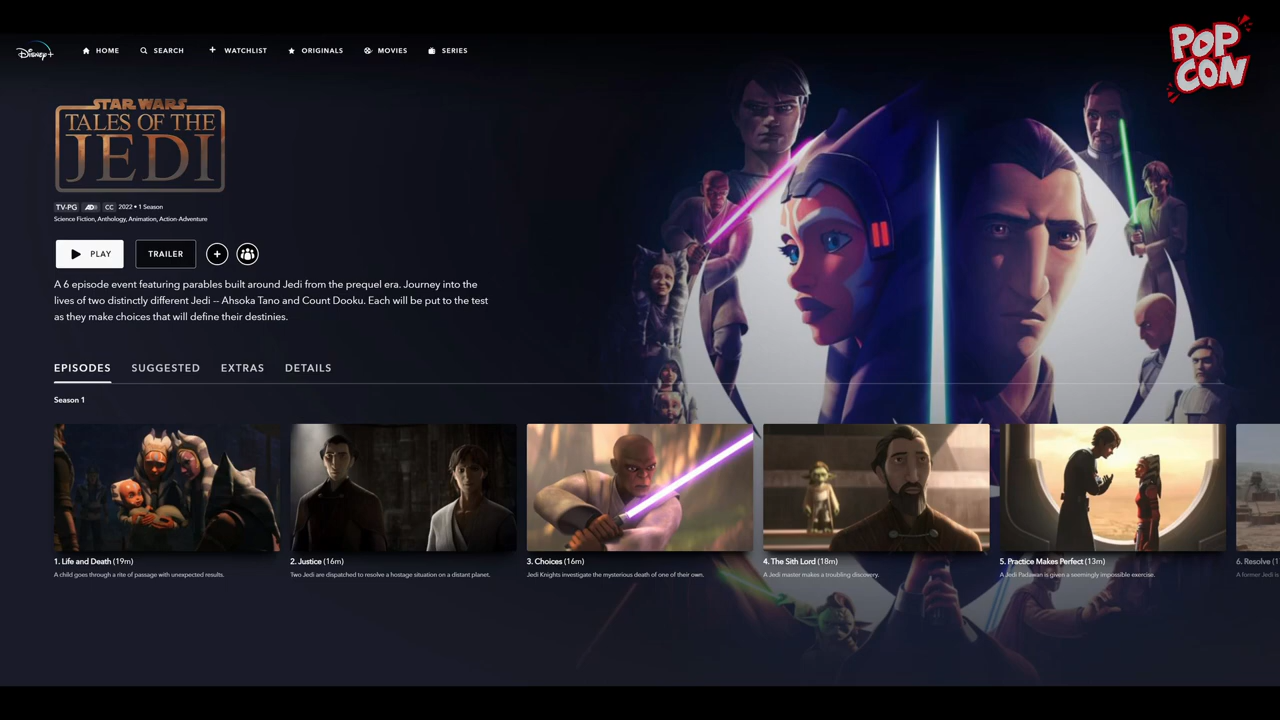 Disney+
HOME
SEARCH
WATCHLIST
ORIGINALS
MOVIES
SERIES
POP
CON
STAR WARS
TALES OF THE
JEDI
TV-PG AD CC 2022 • 1 Season
Science Fiction, Anthology, Animation, Action-Adventure
PLAY
TRAILER
A 6 episode event featuring parables built around Jedi from the prequel era. Journey into the
lives of two distinctly different Jedi -- Ahsoka Tano and Count Dooku. Each will be put to the test
as they make choices that will define their destinies.
EPISODES
SUGGESTED
EXTRAS
DETAILS
Season 1
1. Life and Death (19m)
A child goes through a rite of passage with unexpected results.
2. Justice (16m)
Two Jedi are dispatched to resolve a hostage situation on a distant planet.
3. Choices (16m)
Jedi Knights investigate the mysterious death of one of their own.
4. The Sith Lord (18m)
A Jedi master makes a troubling discovery.
5. Practice Makes Perfect (13m)
A Jedi Padawan is given a seemingly impossible exercise.
6. Resolve (1
A former Jedi is